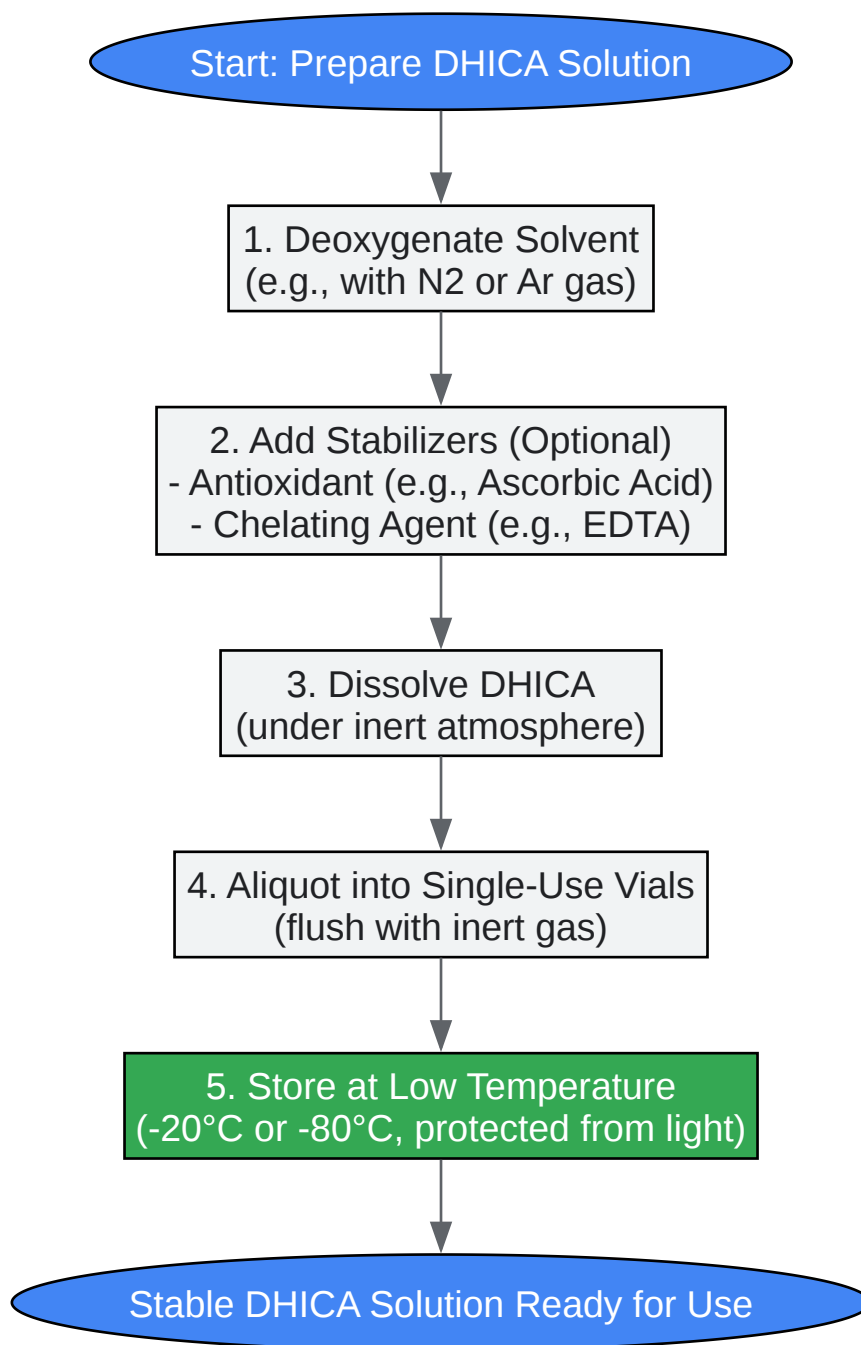 Start: Prepare DHICA Solution
1. Deoxygenate Solvent
(e.g., with N2 or Ar gas)
2. Add Stabilizers (Optional)
- Antioxidant (e.g., Ascorbic Acid)
- Chelating Agent (e.g., EDTA)
3. Dissolve DHICA
(under inert atmosphere)
4. Aliquot into Single-Use Vials
(flush with inert gas)
5. Store at Low Temperature
(-20°C or -80°C, protected from light)
Stable DHICA Solution Ready for Use